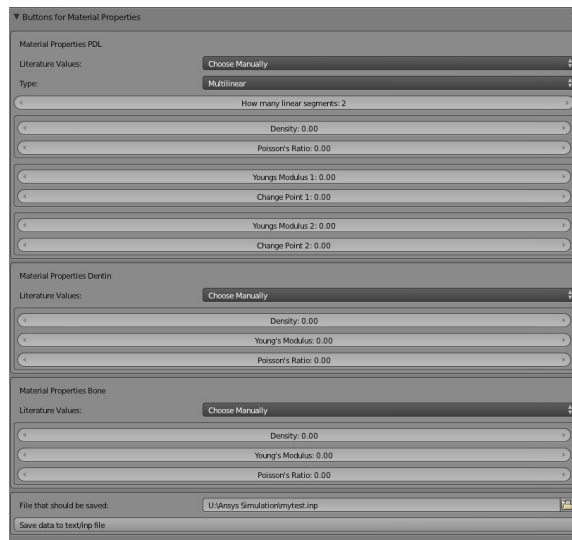 Buttons for Material Properties
Material Properties PDL
Literature Values: Choose Manually
Type: Multilinear
How many linear segments: 2
Density: 0.00
Poisson's Ratio: 0.00
Youngs Modulus 1: 0.00
Change Point 1: 0.00
Youngs Modulus 2: 0.00
Change Point 2: 0.00
Material Properties Dentin
Literature Values: Choose Manually
Density: 0.00
Young's Modulus: 0.00
Poisson's Ratio: 0.00
Material Properties Bone
Literature Values: Choose Manually
Density: 0.00
Young's Modulus: 0.00
Poisson's Ratio: 0.00
File that should be saved: U:\Ansys Simulation\mytest.inp
Save data to text/inp file